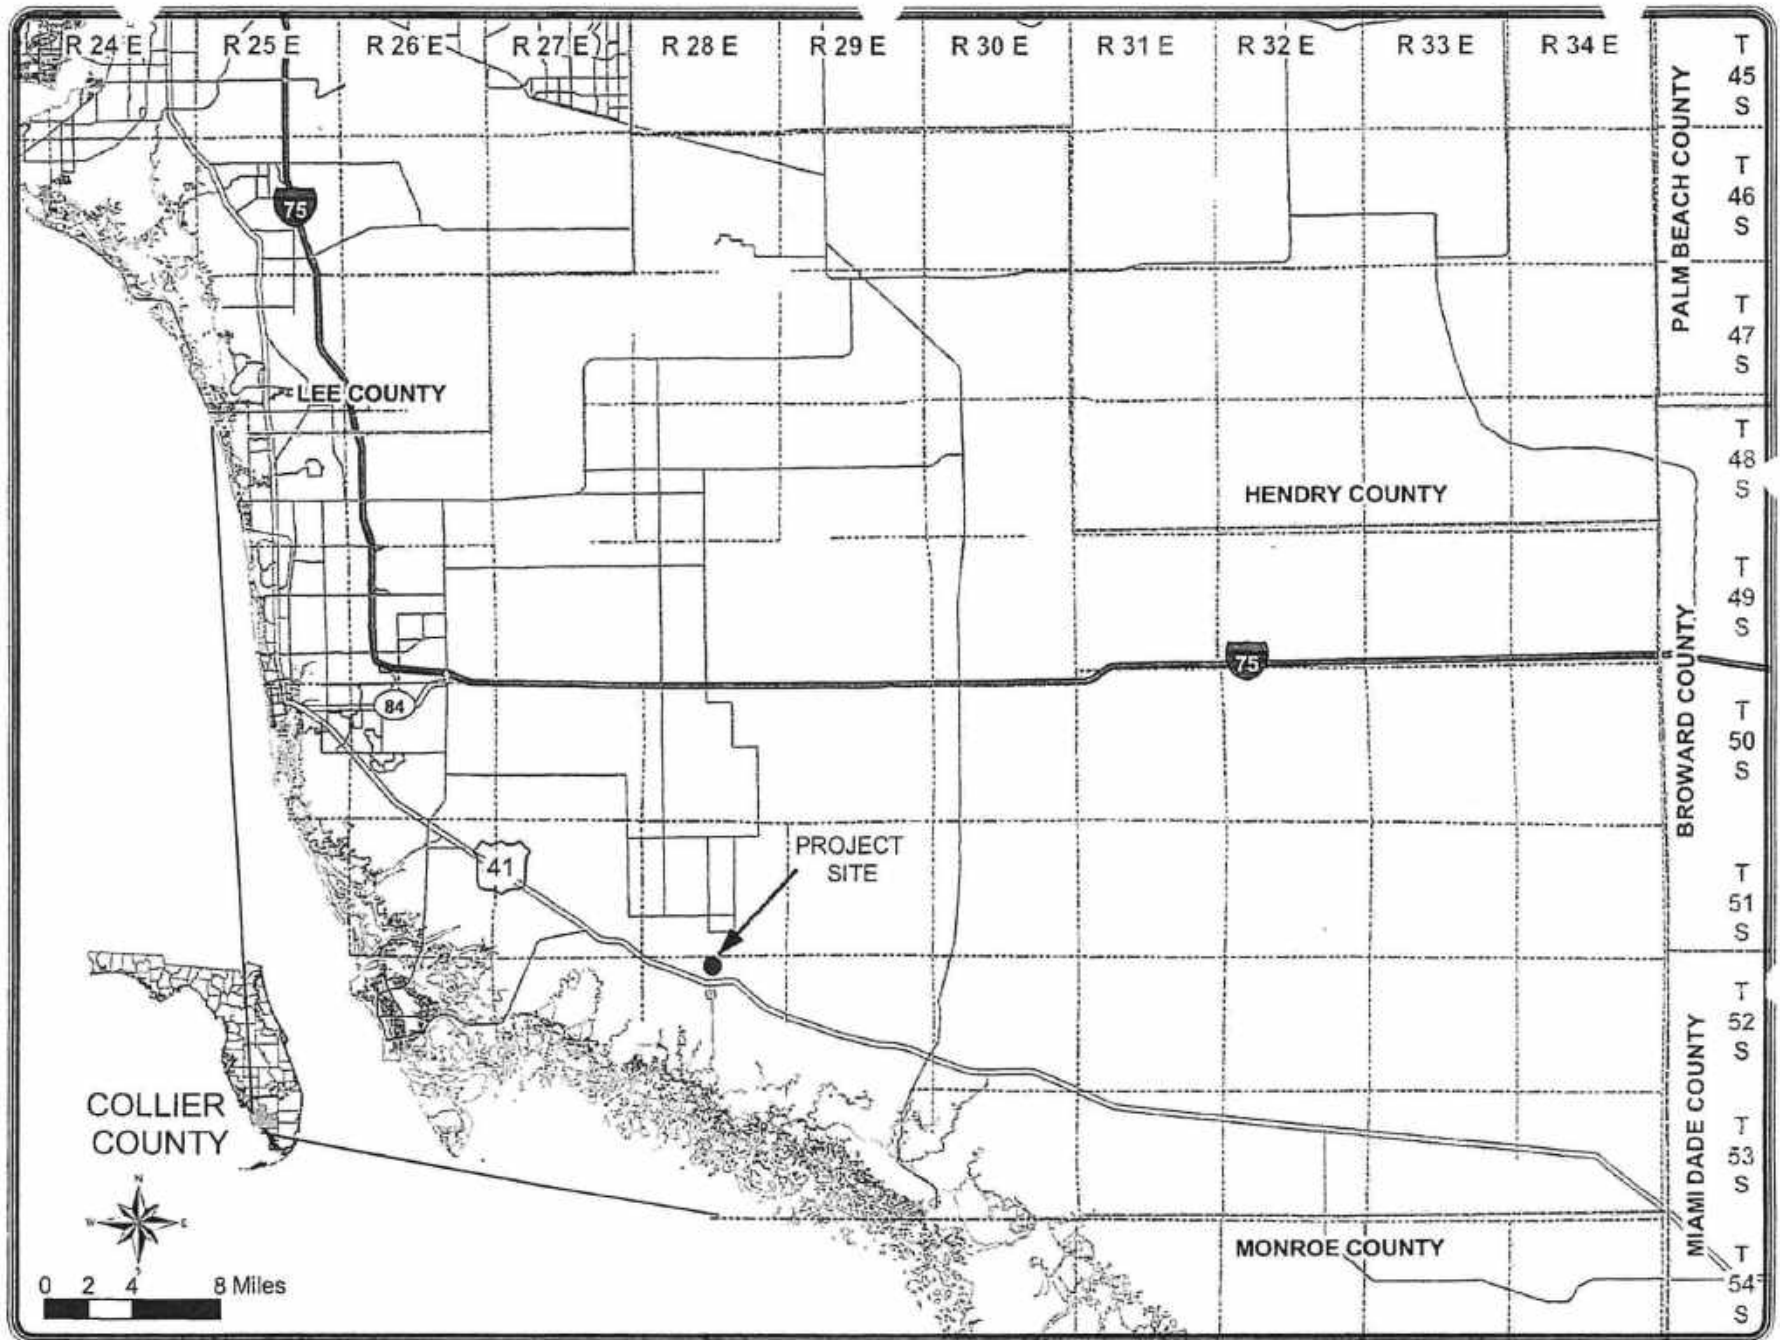 R 24 E R 25 E R 26 E R 27 E R 28 E R 29 E R 30 E R 31 E R 32 E R 33 E R 34 E
T
45
S
PALM BEACH COUNTY
T
46
S
75
T
47
S
LEE COUNTY
T
48
S
HENDRY COUNTY
T
49
S
75
BROWARD COUNTY
84
T
50
S
PROJECT
SITE
41
T
51
S
T
52
S
COLLIER
COUNTY
MIAMI DADE COUNTY
T
53
S
N
W E
S
MONROE COUNTY
T
54
S
0 2 4 8 Miles